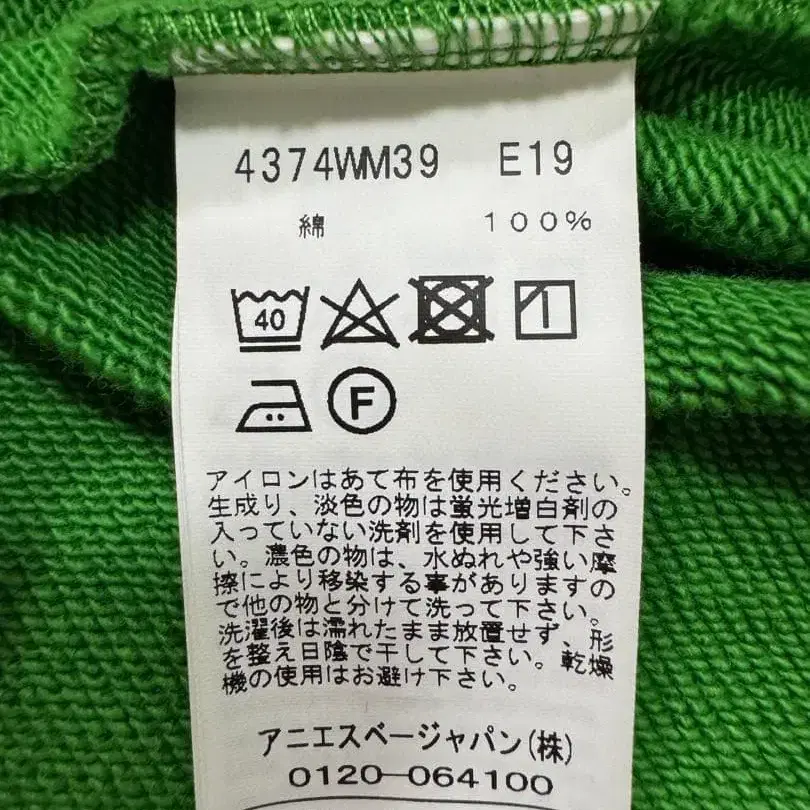 4374WM39 E19
綿 100%
40
F
アイロンはあて布を使用ください。
生成り、淡色の物は蛍光増白剤の
入っていない洗剤を使用して下さ
い。濃色の物は、水ぬれや強い摩
擦により移染する事がありますの
で他の物と分けて洗って下さい。
洗濯後は濡れたまま放置せず、形
を整え日陰で干して下さい。乾燥
機の使用はお避け下さい。
アニエスベージャパン(株)
0120-064100